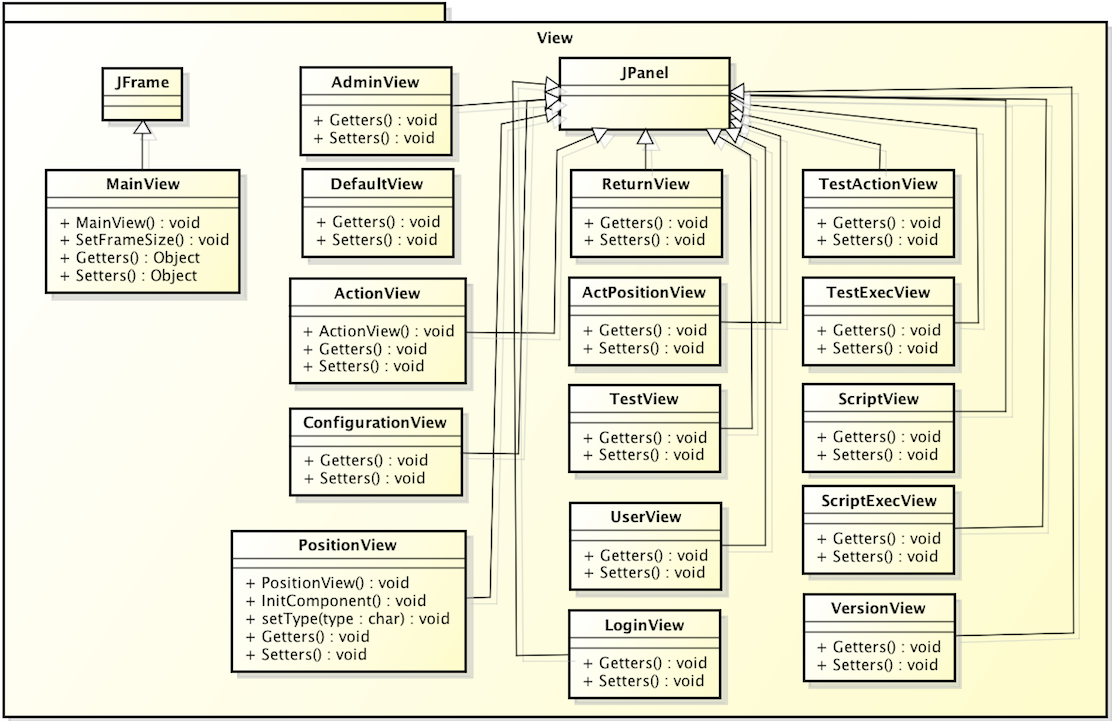 View
JFrame
MainView
+ MainView() : void
+ SetFrameSize() : void
+ Getters() : Object
+ Setters() : Object
AdminView
+ Getters() : void
+ Setters() : void
DefaultView
+ Getters() : void
+ Setters() : void
ActionView
+ ActionView() : void
+ Getters() : void
+ Setters() : void
ConfigurationView
+ Getters() : void
+ Setters() : void
PositionView
+ PositionView() : void
+ InitComponent() : void
+ setType(type : char) : void
+ Getters() : void
+ Setters() : void
JPanel
ReturnView
+ Getters() : void
+ Setters() : void
ActPositionView
+ Getters() : void
+ Setters() : void
TestView
+ Getters() : void
+ Setters() : void
UserView
+ Getters() : void
+ Setters() : void
LoginView
+ Getters() : void
+ Setters() : void
TestActionView
+ Getters() : void
+ Setters() : void
TestExecView
+ Getters() : void
+ Setters() : void
ScriptView
+ Getters() : void
+ Setters() : void
ScriptExecView
+ Getters() : void
+ Setters() : void
VersionView
+ Getters() : void
+ Setters() : void